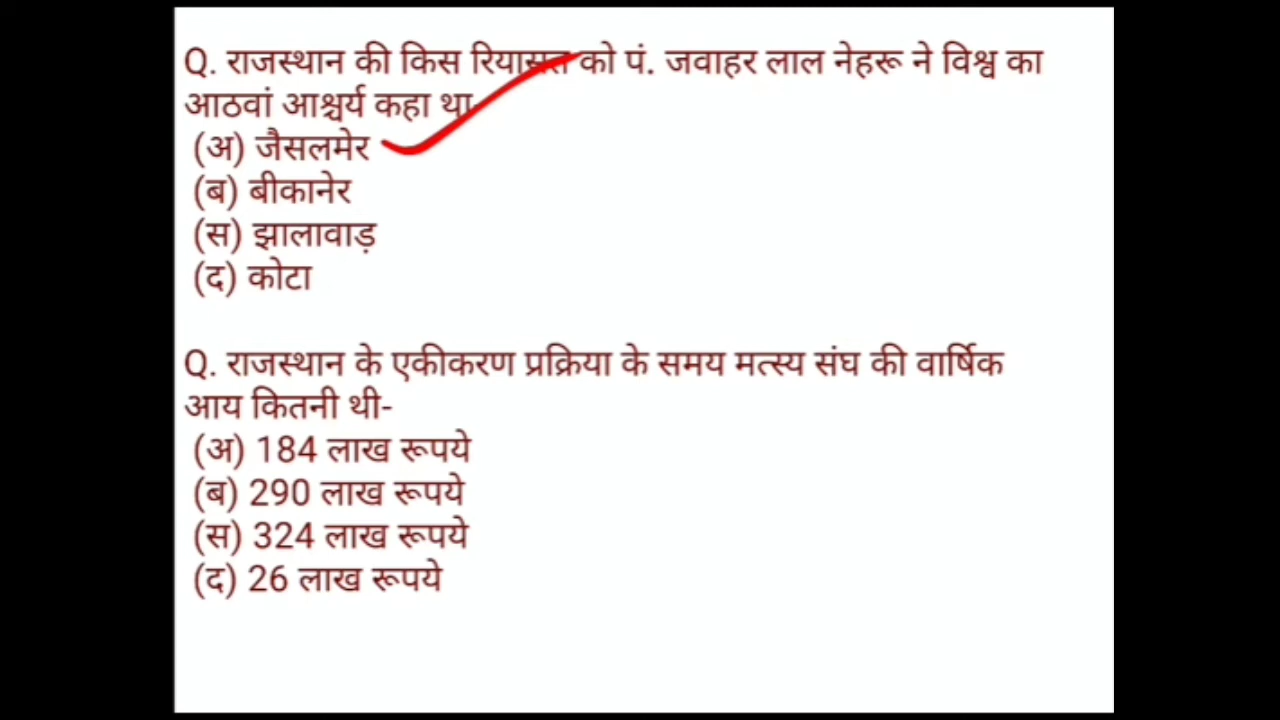 Q. राजस्थान की किस रियासत को पं. जवाहर लाल नेहरू ने विश्व का
आठवां आश्चर्य कहा था-
(अ) जैसलमेर
(ब) बीकानेर
(स) झालावाड़
(द) कोटा
Q. राजस्थान के एकीकरण प्रक्रिया के समय मत्स्य संघ की वार्षिक
आय कितनी थी-
(अ) 184 लाख रूपये
(ब) 290 लाख रूपये
(स) 324 लाख रूपये
(द) 26 लाख रूपये